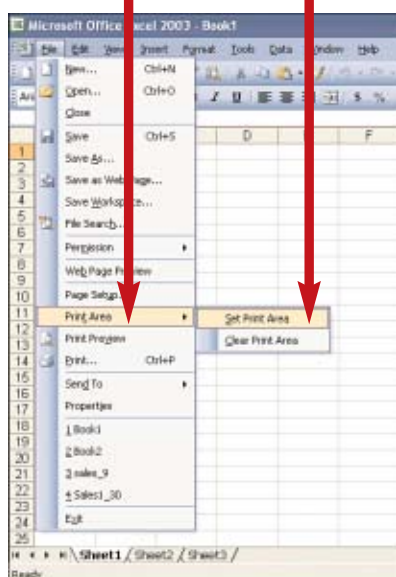 Microsoft Office Excel 2003 - Book1
File Edit View Insert Format Tools Data Window Help
New... Ctrl+N
Open... Ctrl+O
Close
Save Ctrl+S
Save As...
Save as Web Page...
Save Workspace...
File Search...
Permission
Web Page Preview
Page Setup...
Print Area
Set Print Area
Clear Print Area
Print Preview
Print... Ctrl+P
Send To
Properties
1 Book1
2 Book2
3 sales_9
4 Sales1_30
Exit
D E F
1
2
3
4
5
6
7
8
9
10
11
12
13
14
15
16
17
18
19
20
21
22
23
24
25
Sheet1 / Sheet2 / Sheet3 /
Ready